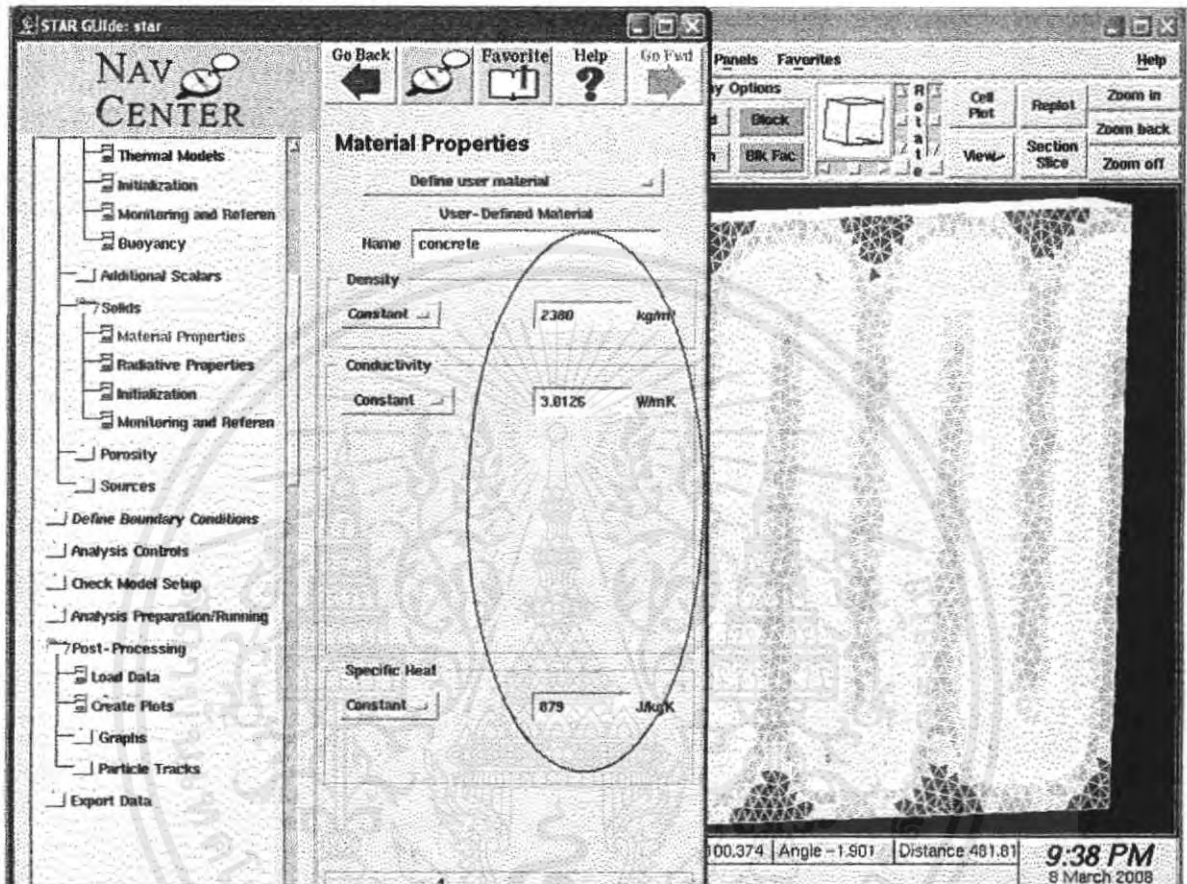 STAR GUIde: star
NAV
CENTER
Thermal Models
Initialization
Monitoring and Referen
Buoyancy
Additional Scalars
Solids
Material Properties
Radiative Properties
Initialization
Monitoring and Referen
Porosity
Sources
Define Boundary Conditions
Analysis Controls
Check Model Setup
Analysis Preparation/Running
Post-Processing
Load Data
Create Plots
Graphs
Particle Tracks
Export Data
Go Back
Favorite
Help
?
Go Fwd
Material Properties
Define user material
User-Defined Material
Name concrete
Density
Constant 2380 kg/m³
Conductivity
Constant 3.0126 W/mK
Specific Heat
Constant 879 J/kgK
Panels Favorites Help
Options
Block
Blk Fac
Rotate
Cell Plot
View
Replot
Section Slice
Zoom in
Zoom back
Zoom off
100.374 Angle -1.901 Distance 481.81
9:38 PM
8 March 2008